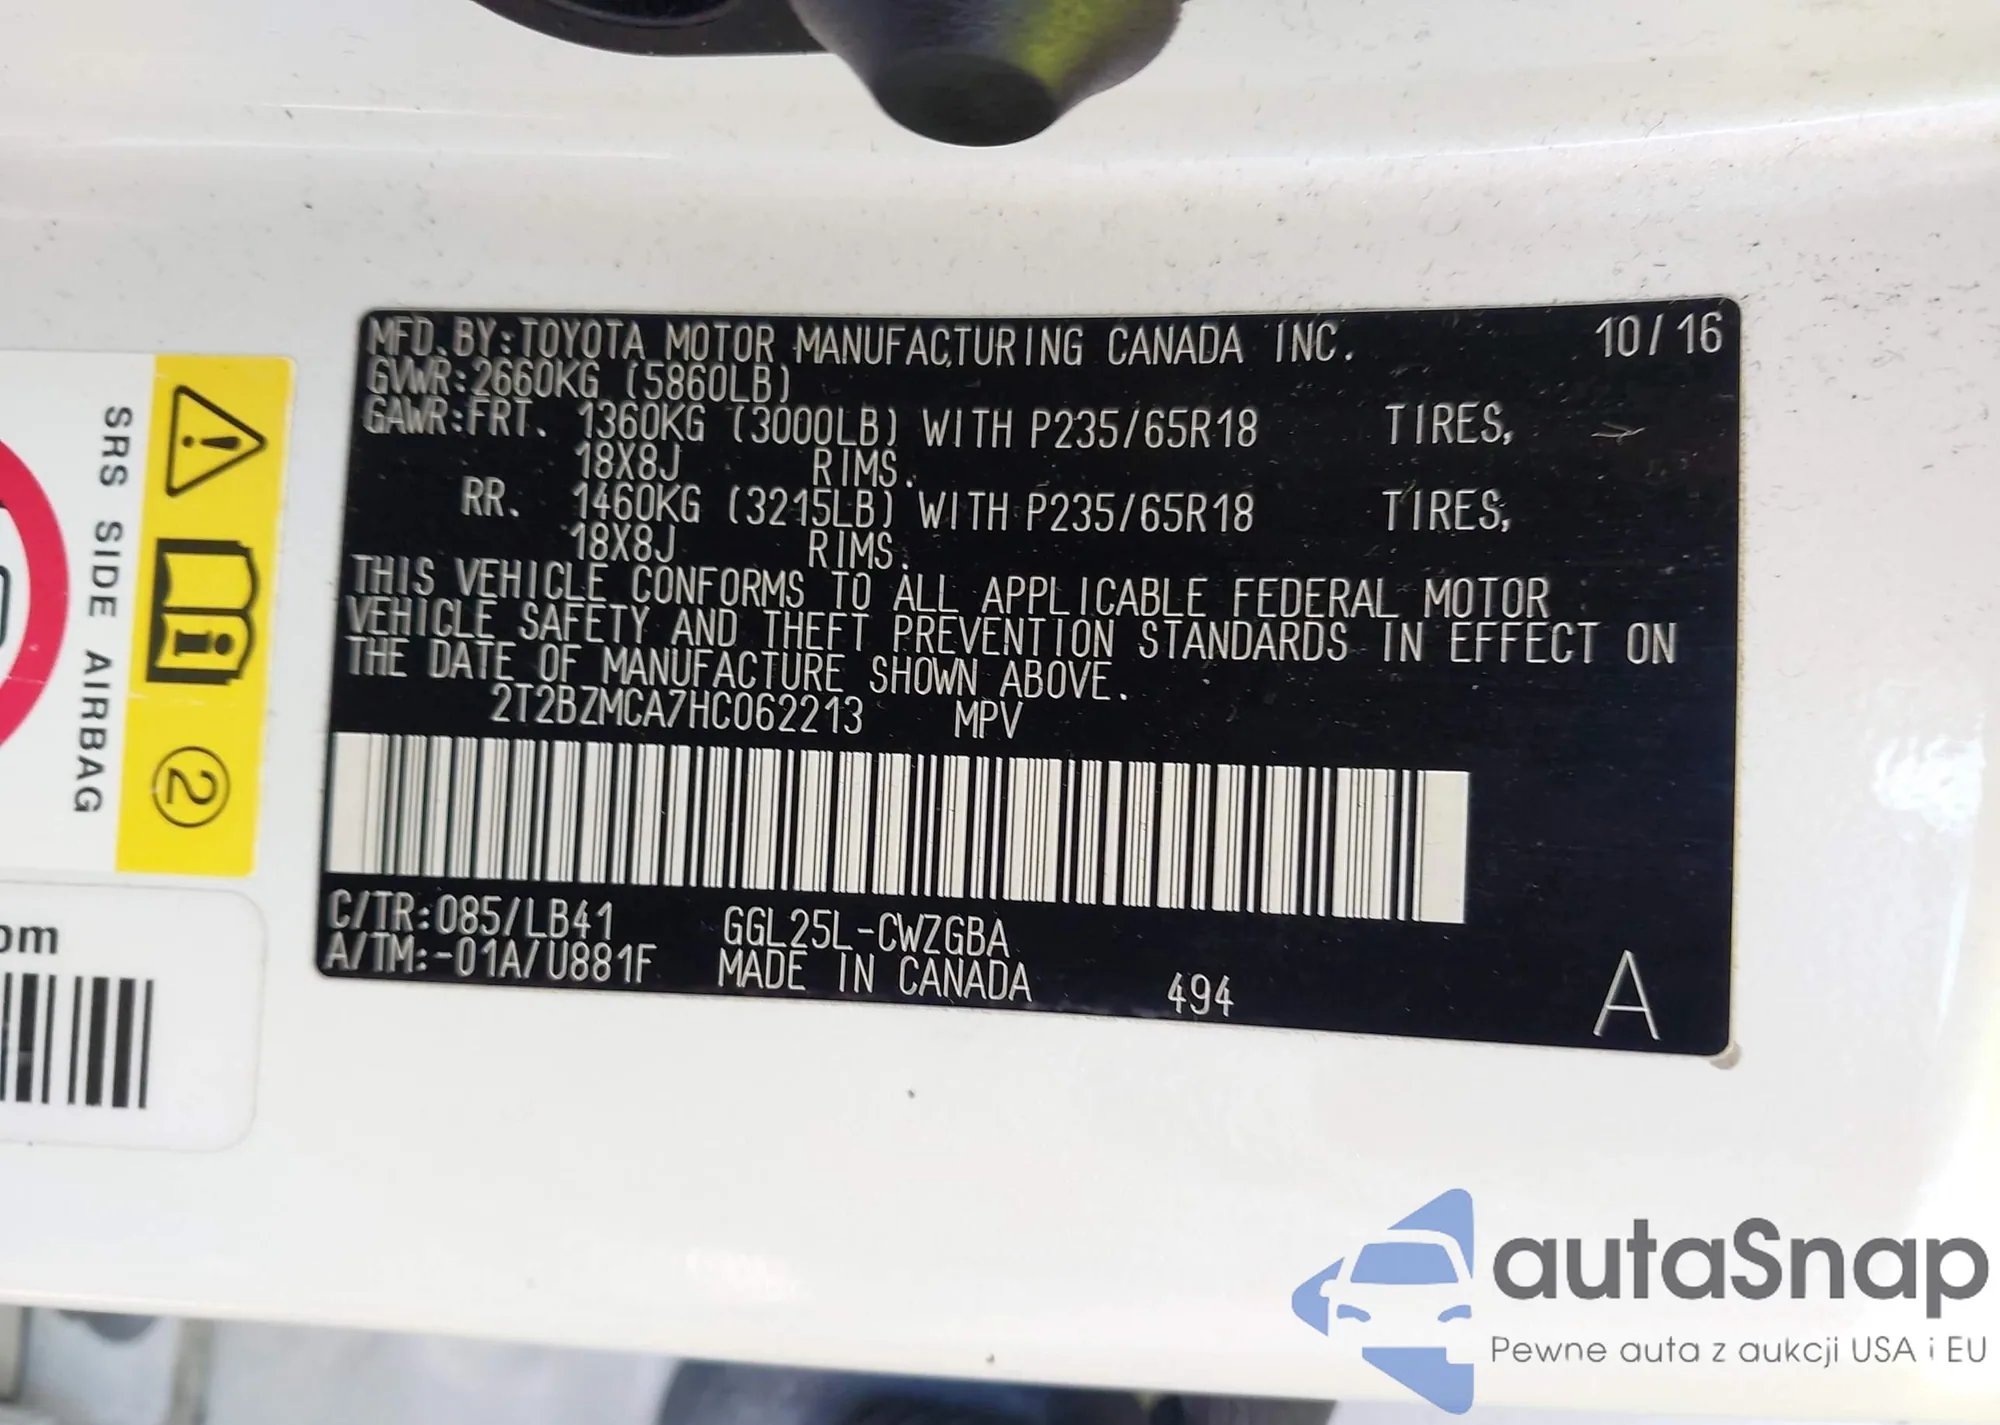 MFD. BY: TOYOTA MOTOR MANUFACTURING CANADA INC. 10/16
GVWR: 2660KG (5860LB)
GAWR: FRT. 1360KG (3000LB) WITH P235/65R18 TIRES,
18X8J RIMS.
RR. 1460KG (3215LB) WITH P235/65R18 TIRES,
18X8J RIMS.
THIS VEHICLE CONFORMS TO ALL APPLICABLE FEDERAL MOTOR
VEHICLE SAFETY AND THEFT PREVENTION STANDARDS IN EFFECT ON
THE DATE OF MANUFACTURE SHOWN ABOVE.
2T2BZMCA7HC062213 MPV
C/TR: 085/LB41 GGL25L-CWZGBA
A/TM: -01A/U881F MADE IN CANADA 494 A
SRS SIDE AIRBAG
2
om
autaSnap
Pewne auta z aukcji USA i EU